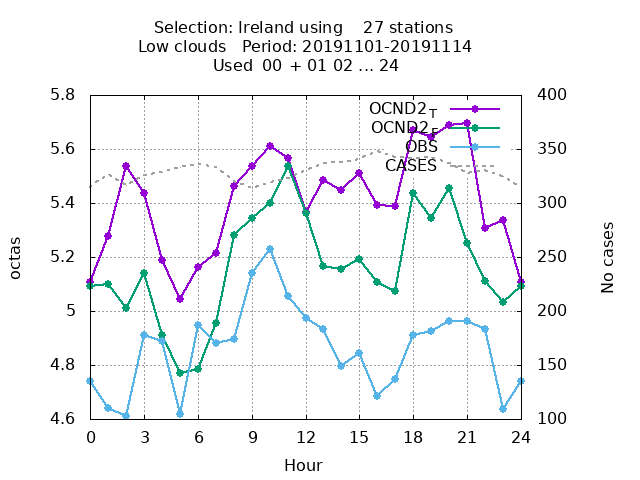 Selection: Ireland using    27 stations
Low clouds   Period: 20191101-20191114
Used  00 + 01 02 ... 24
OCND2 T
OCND2 F
OBS
CASES
octas
No cases
5.8
5.6
5.4
5.2
5
4.8
4.6
400
350
300
250
200
150
100
0 3 6 9 12 15 18 21 24
Hour